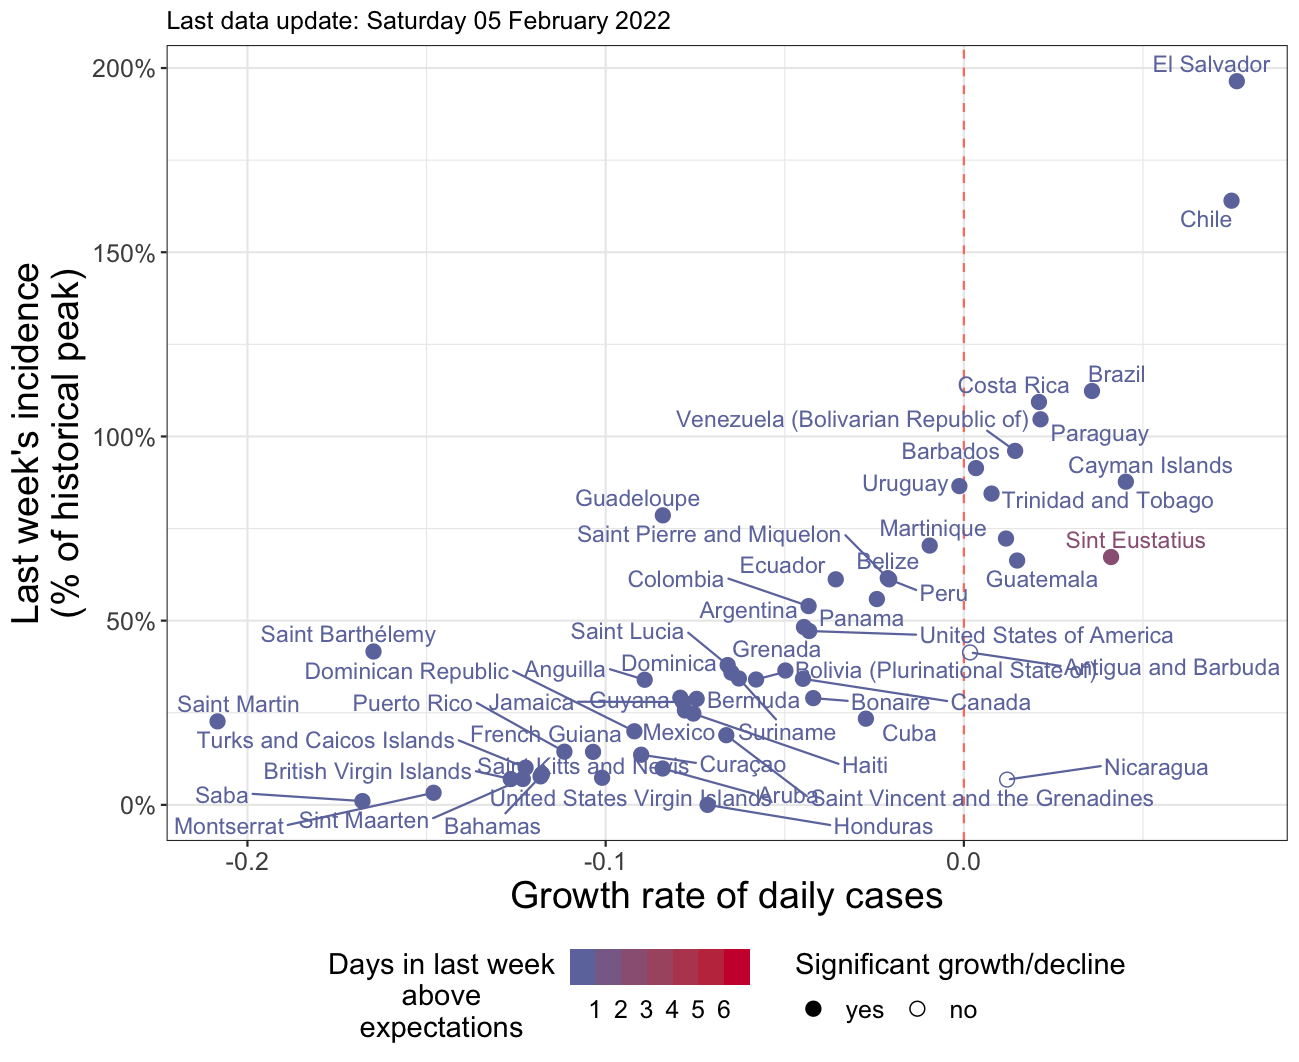 Last data update: Saturday 05 February 2022
200%
150%
100%
50%
0%
Last week's incidence
(% of historical peak)
El Salvador
Chile
Brazil
Costa Rica
Venezuela (Bolivarian Republic of)
Paraguay
Barbados
Cayman Islands
Uruguay
Trinidad and Tobago
Guadeloupe
Saint Pierre and Miquelon
Martinique
Sint Eustatius
Ecuador
Belize
Colombia
Peru
Guatemala
Argentina
Panama
Saint Barthélemy
Saint Lucia
United States of America
Grenada
Dominican Republic
Anguilla
Dominica
Bolivia (Plurinational State of)
Antigua and Barbuda
Saint Martin
Puerto Rico
Jamaica
Guyana
Bermuda
Bonaire
Canada
Turks and Caicos Islands
French Guiana
Mexico
Suriname
Cuba
British Virgin Islands
Saint Kitts and Nevis
Curaçao
Haiti
Nicaragua
Saba
United States Virgin Islands
Aruba
Saint Vincent and the Grenadines
Montserrat
Sint Maarten
Bahamas
Honduras
-0.2
-0.1
0.0
Growth rate of daily cases
Days in last week
above
expectations
1 2 3 4 5 6
Significant growth/decline
yes
no